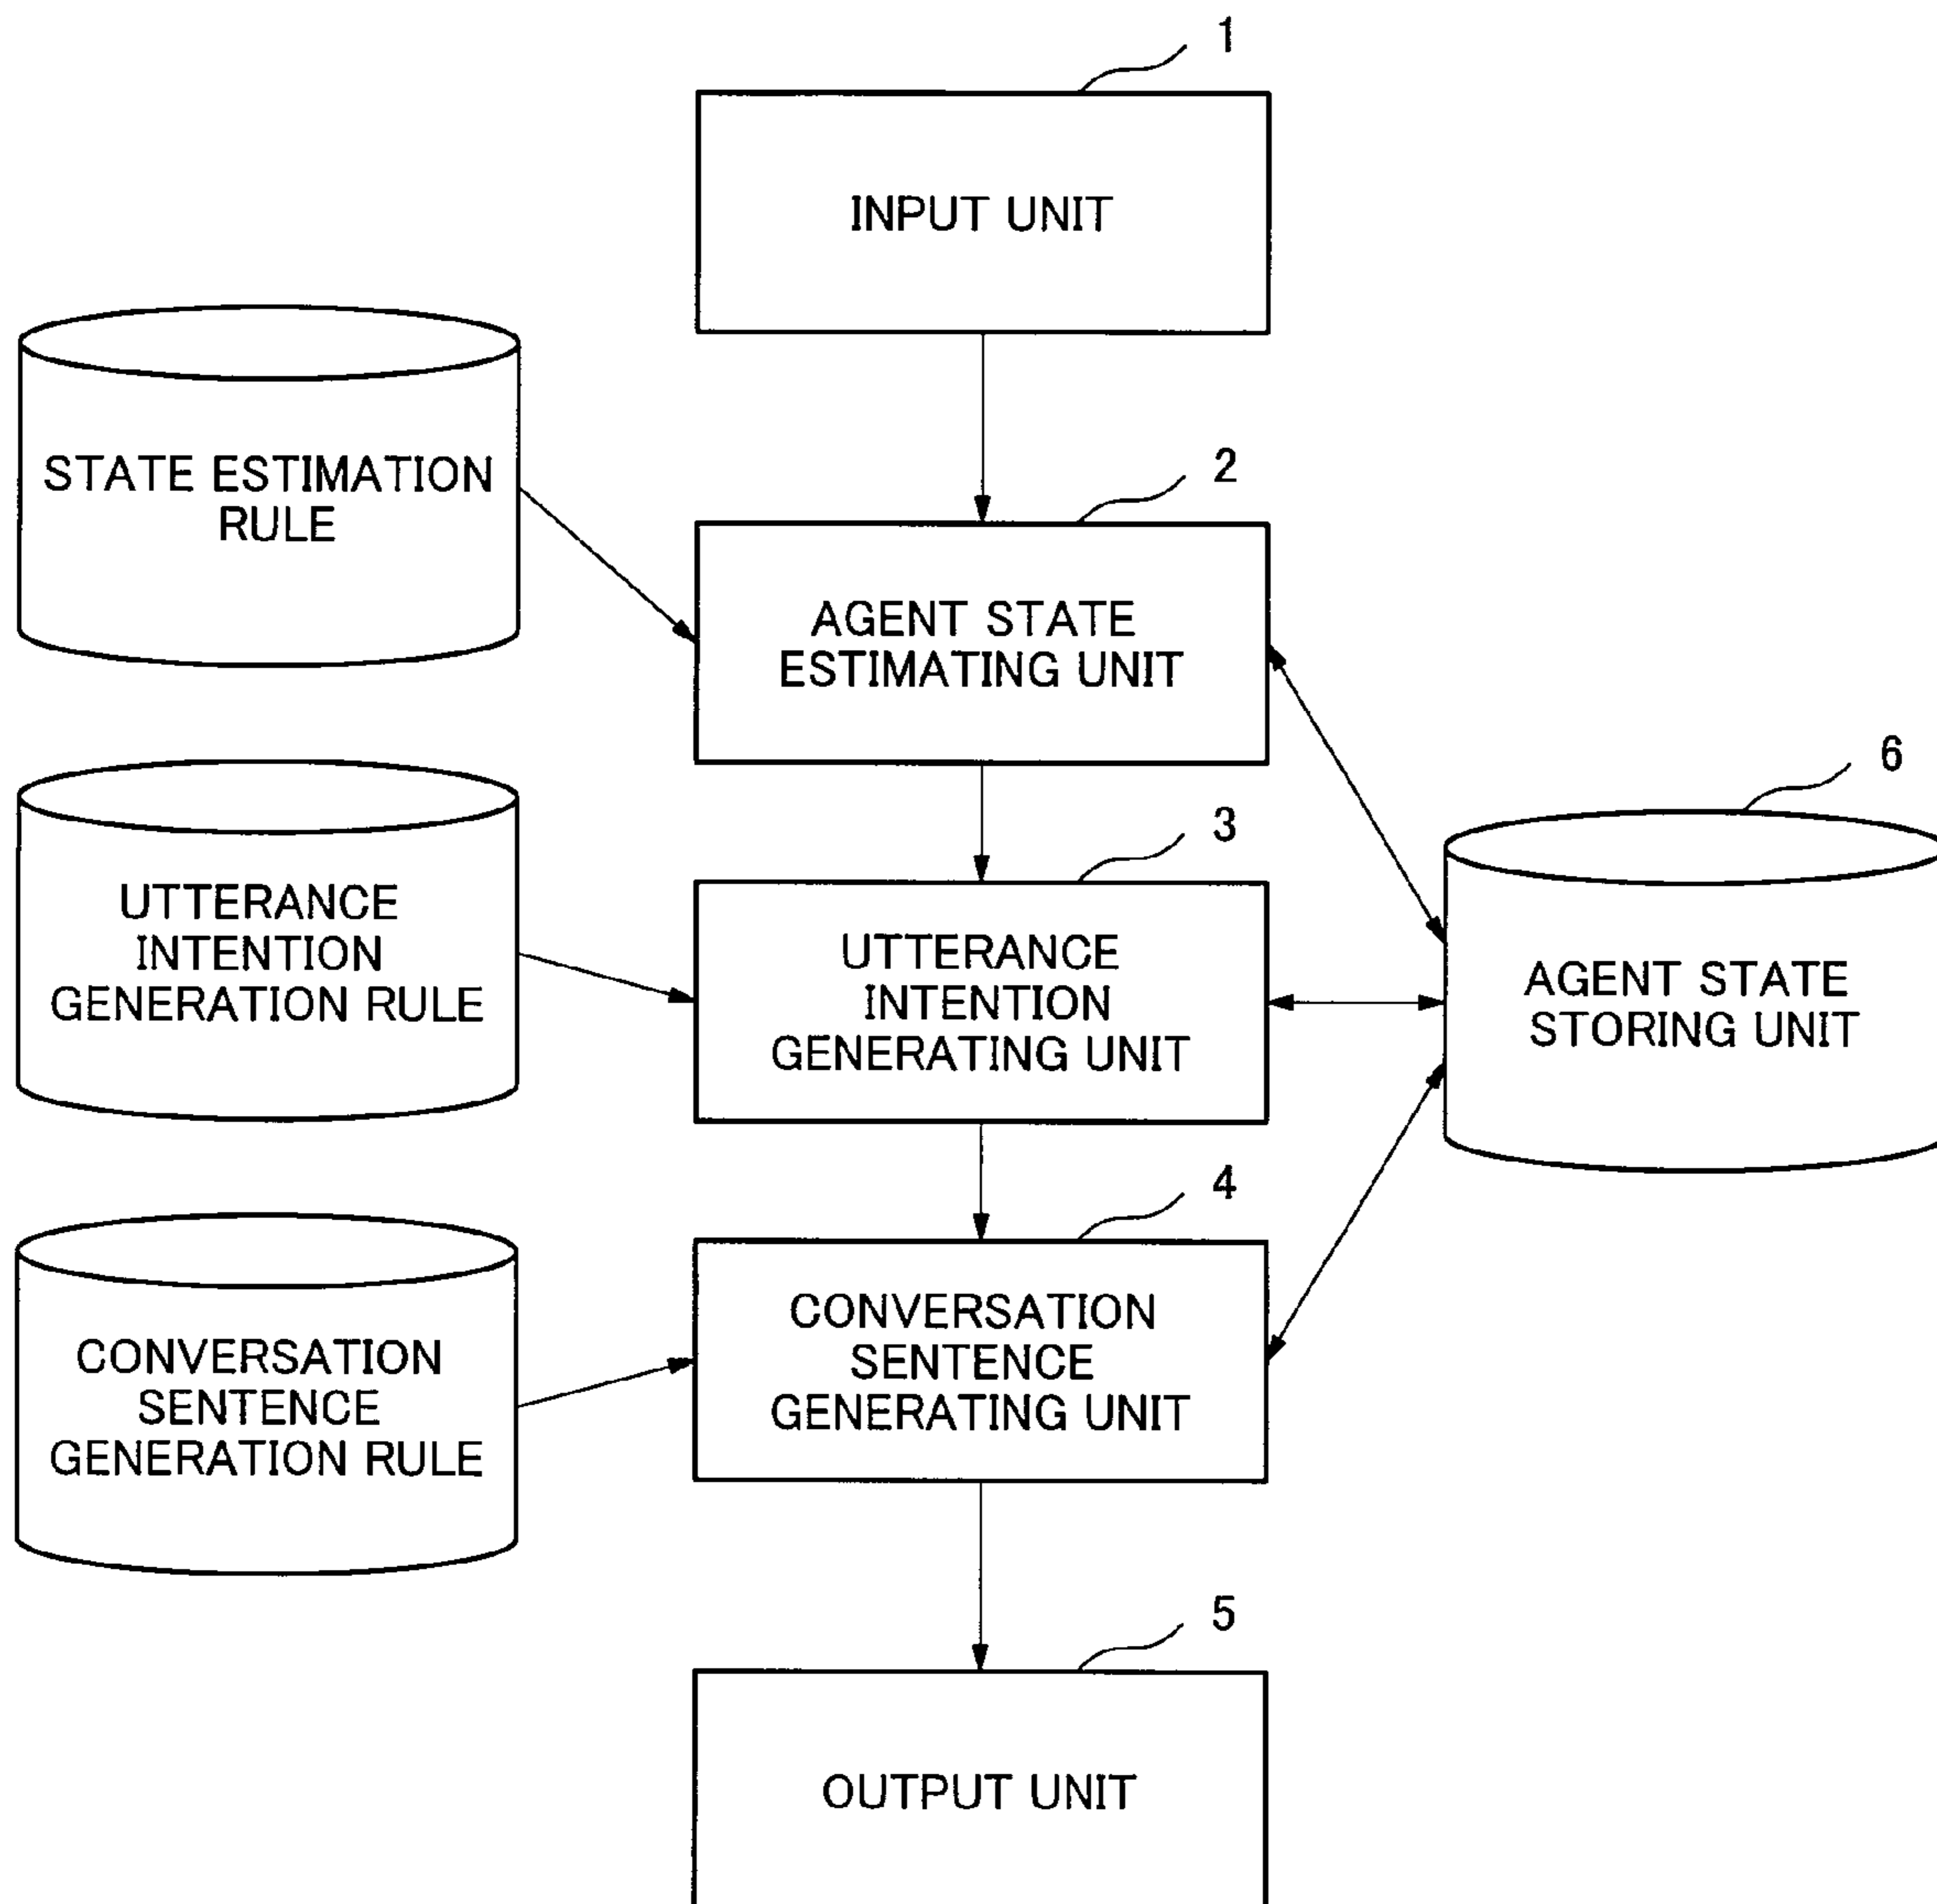 1
INPUT UNIT
STATE ESTIMATION
RULE
2
AGENT STATE
ESTIMATING UNIT
6
AGENT STATE
STORING UNIT
UTTERANCE
INTENTION
GENERATION RULE
3
UTTERANCE
INTENTION
GENERATING UNIT
4
CONVERSATION
SENTENCE
GENERATING UNIT
CONVERSATION
SENTENCE
GENERATION RULE
5
OUTPUT UNIT